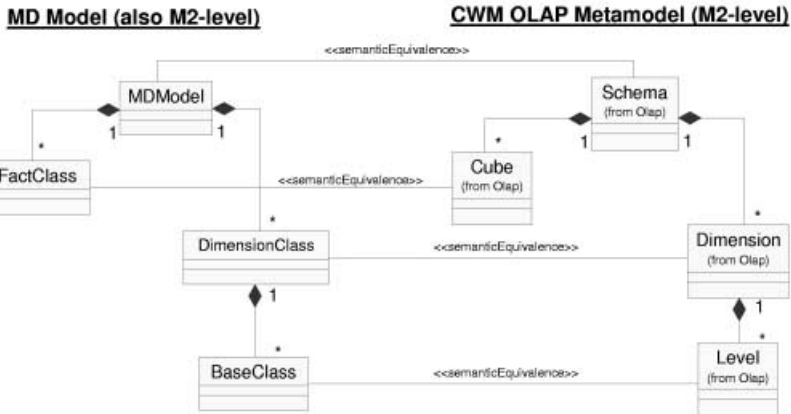 MD Model (also M2-level)
CWM OLAP Metamodel (M2-level)
<<semanticEquivalence>>
MDModel
Schema
(from Olap)
1
1
1
1
*
*
FactClass
<<semanticEquivalence>>
Cube
(from Olap)
*
*
DimensionClass
<<semanticEquivalence>>
Dimension
(from Olap)
1
1
*
*
BaseClass
<<semanticEquivalence>>
Level
(from Olap)